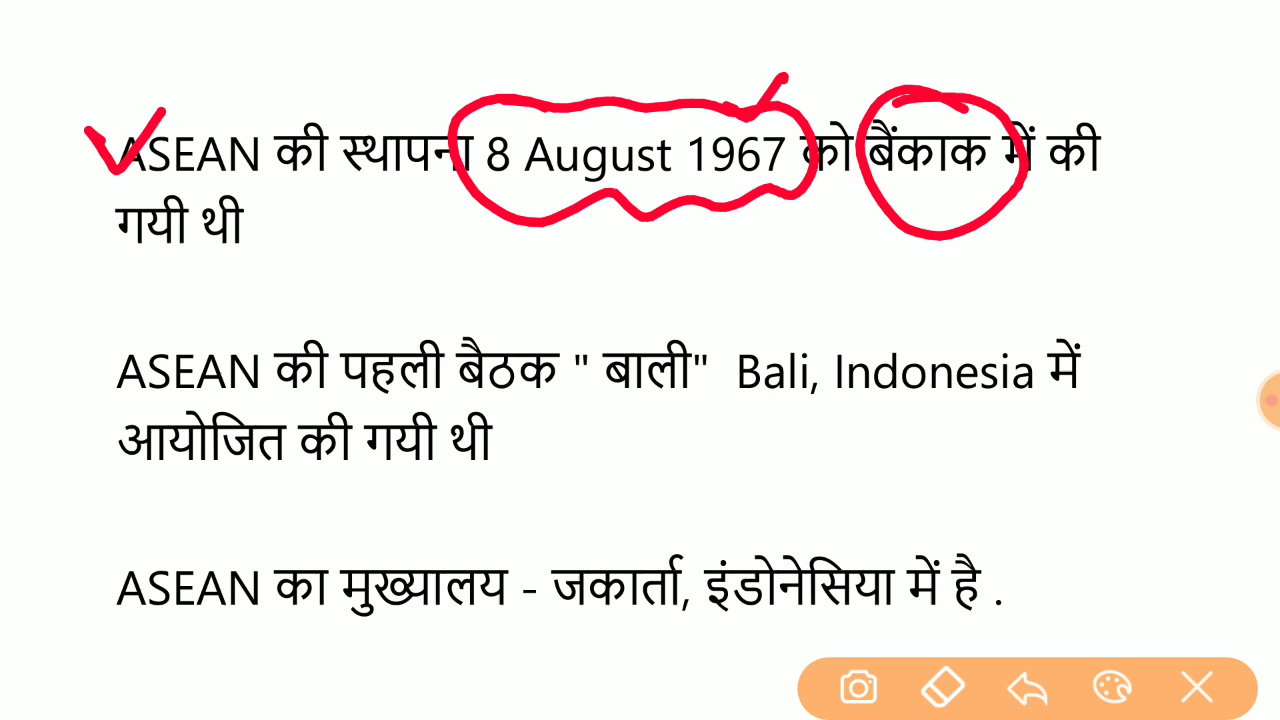 ASEAN की स्थापना 8 August 1967 को बैंकाक में की
गयी थी
ASEAN की पहली बैठक " बाली"  Bali, Indonesia में
आयोजित की गयी थी
ASEAN का मुख्यालय - जकार्ता, इंडोनेसिया में है .